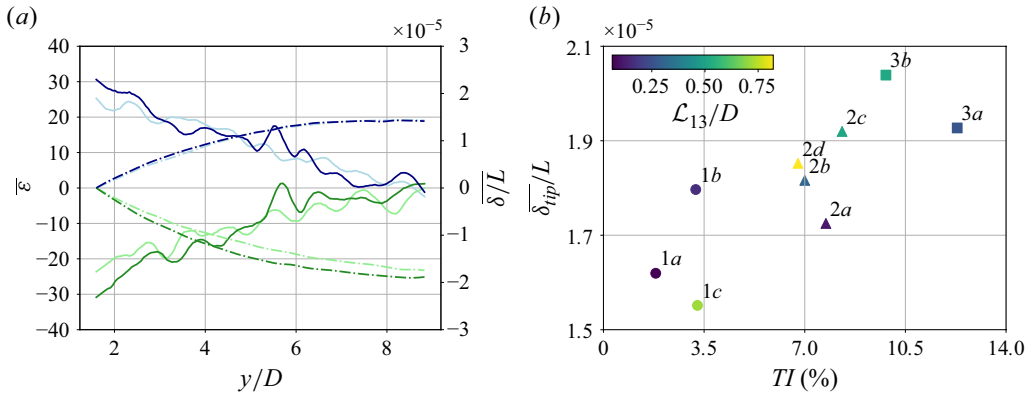 (a)
×10⁻⁵
40
30
20
10
0
−10
−20
−30
−40
ε̅
3
2
1
0
−1
−2
−3
δ̅/L
2
4
6
8
y/D
(b)
×10⁻⁵
2.1
1.9
1.7
1.5
δ̅tip/L
0.25
0.50
0.75
ℒ₁₃/D
3b
3a
2c
2d
2b
1b
2a
1a
1c
0
3.5
7.0
10.5
14.0
TI (%)